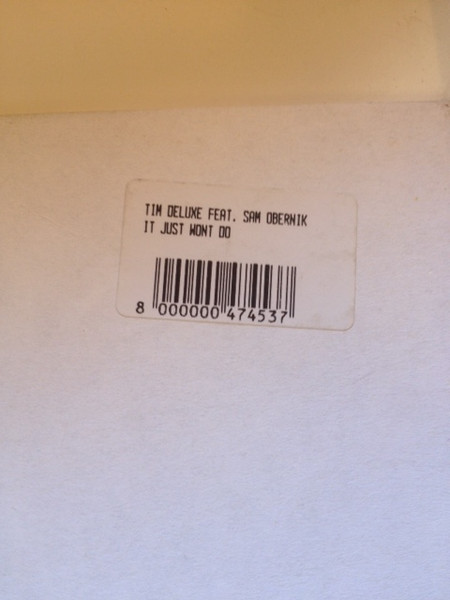 TIM DELUXE FEAT. SAM OBERNIK
IT JUST WONT DO
8 000000 474537